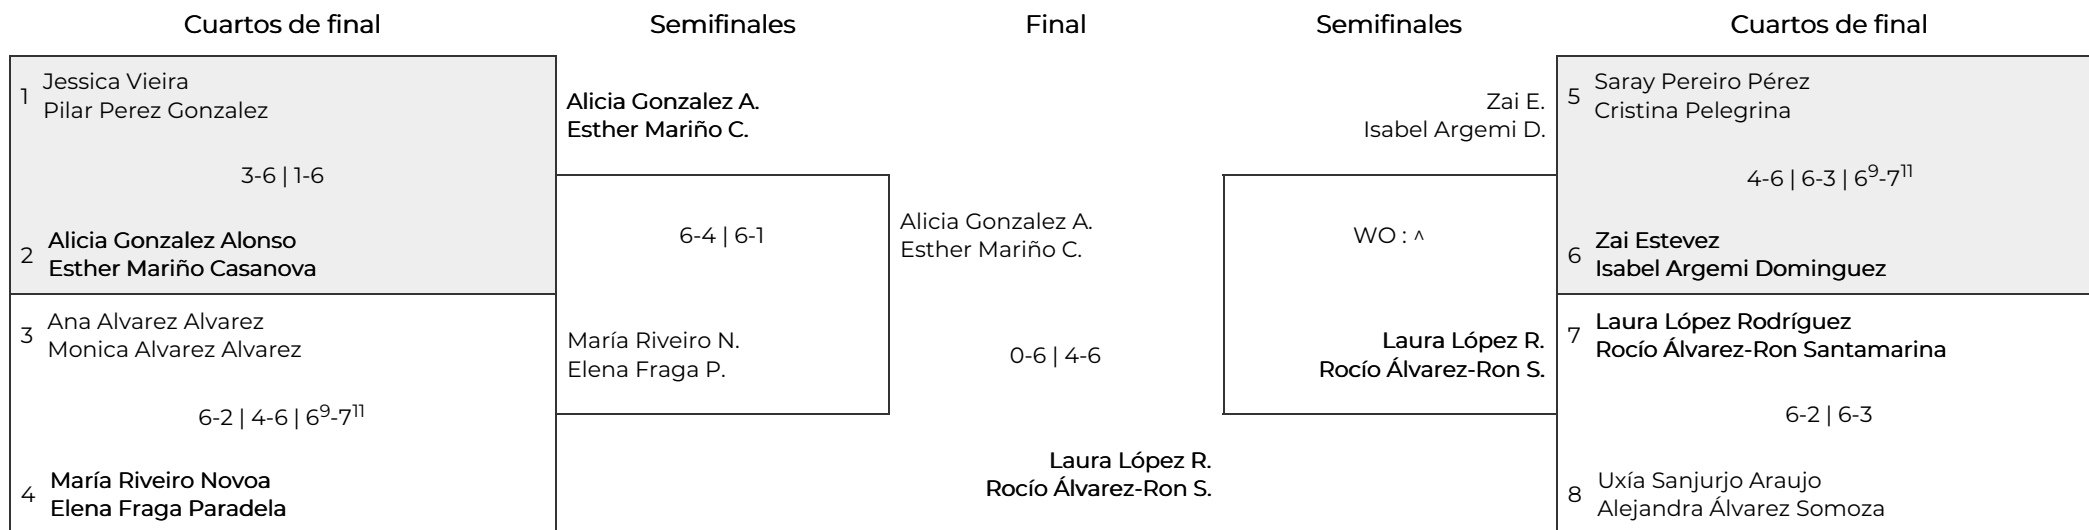 Cuartos de final
Semifinales
Final
Semifinales
Cuartos de final
1
Jessica Vieira
Pilar Perez Gonzalez
3-6 | 1-6
2
Alicia Gonzalez Alonso
Esther Mariño Casanova
3
Ana Alvarez Alvarez
Monica Alvarez Alvarez
6-2 | 4-6 | 6⁹-7¹¹
4
María Riveiro Novoa
Elena Fraga Paradela
Alicia Gonzalez A.
Esther Mariño C.
6-4 | 6-1
María Riveiro N.
Elena Fraga P.
Alicia Gonzalez A.
Esther Mariño C.
0-6 | 4-6
Laura López R.
Rocío Álvarez-Ron S.
Zai E.
Isabel Argemi D.
WO : ^
Laura López R.
Rocío Álvarez-Ron S.
5
Saray Pereiro Pérez
Cristina Pelegrina
4-6 | 6-3 | 6⁹-7¹¹
6
Zai Estevez
Isabel Argemi Dominguez
7
Laura López Rodríguez
Rocío Álvarez-Ron Santamarina
6-2 | 6-3
8
Uxía Sanjurjo Araujo
Alejandra Álvarez Somoza